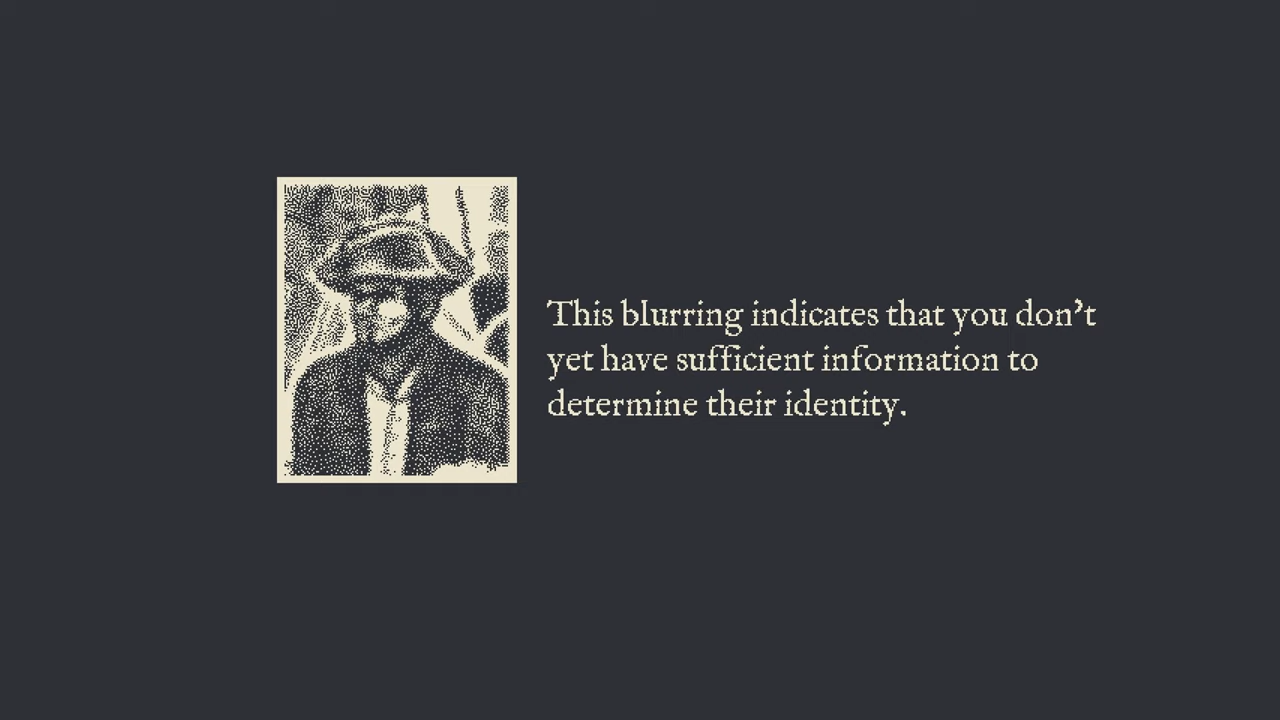 This blurring indicates that you don’t
yet have sufficient information to
determine their identity.